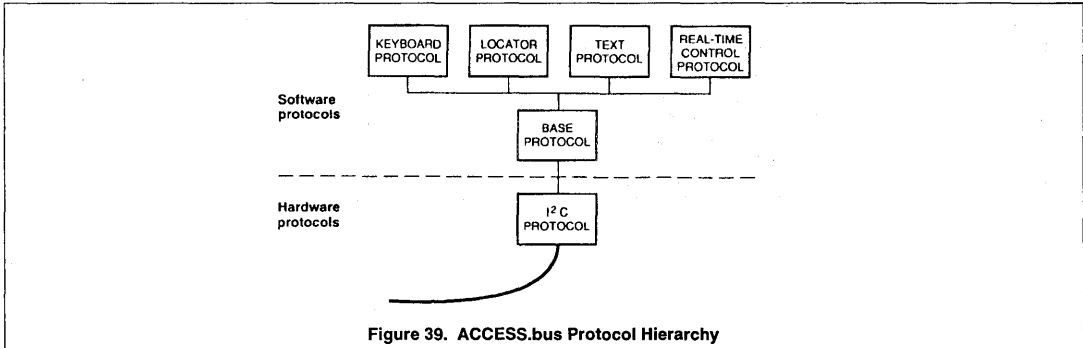 KEYBOARD
PROTOCOL
LOCATOR
PROTOCOL
TEXT
PROTOCOL
REAL-TIME
CONTROL
PROTOCOL
Software
protocols
BASE
PROTOCOL
Hardware
protocols
I² C
PROTOCOL
Figure 39. ACCESS.bus Protocol Hierarchy